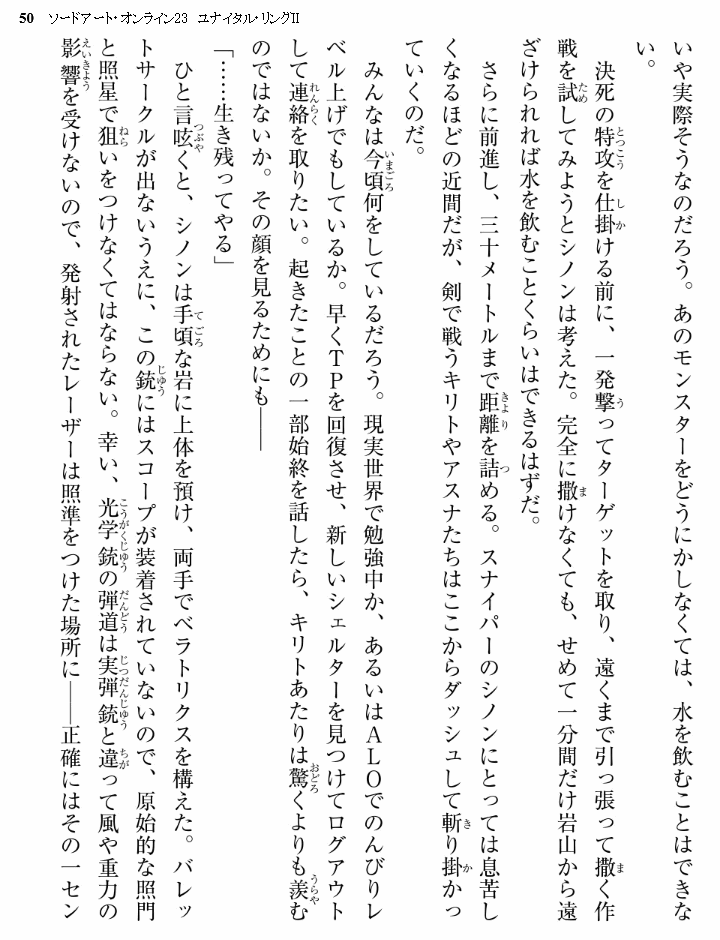 50 ソードアート・オンライン23 ユナイタル・リングII
いや実際そうなのだろう。あのモンスターをどうにかしなくては、水を飲むことはできな
い。
決死の特攻を仕掛ける前に、一発撃ってターゲットを取り、遠くまで引っ張って撒く作
戦を試してみようとシノンは考えた。完全に撒けなくても、せめて一分間だけ岩山から遠
ざけられれば水を飲むことくらいはできるはずだ。
さらに前進し、三十メートルまで距離を詰める。スナイパーのシノンにとっては息苦し
くなるほどの近間だが、剣で戦うキリトやアスナたちはここからダッシュして斬り掛かっ
ていくのだ。
みんなは今頃何をしているだろう。現実世界で勉強中か、あるいはALOでのんびりレ
ベル上げでもしているか。早くTPを回復させ、新しいシェルターを見つけてログアウト
して連絡を取りたい。起きたことの一部始終を話したら、キリトあたりは驚くよりも羨む
のではないか。その顔を見るためにも――
「……生き残ってやる」
ひと言呟くと、シノンは手頃な岩に上体を預け、両手でベラトリクスを構えた。バレッ
トサークルが出ないうえに、この銃にはスコープが装着されていないので、原始的な照門
と照星で狙いをつけなくてはならない。幸い、光学銃の弾道は実弾銃と違って風や重力の
影響を受けないので、発射されたレーザーは照準をつけた場所に――正確にはその一セン